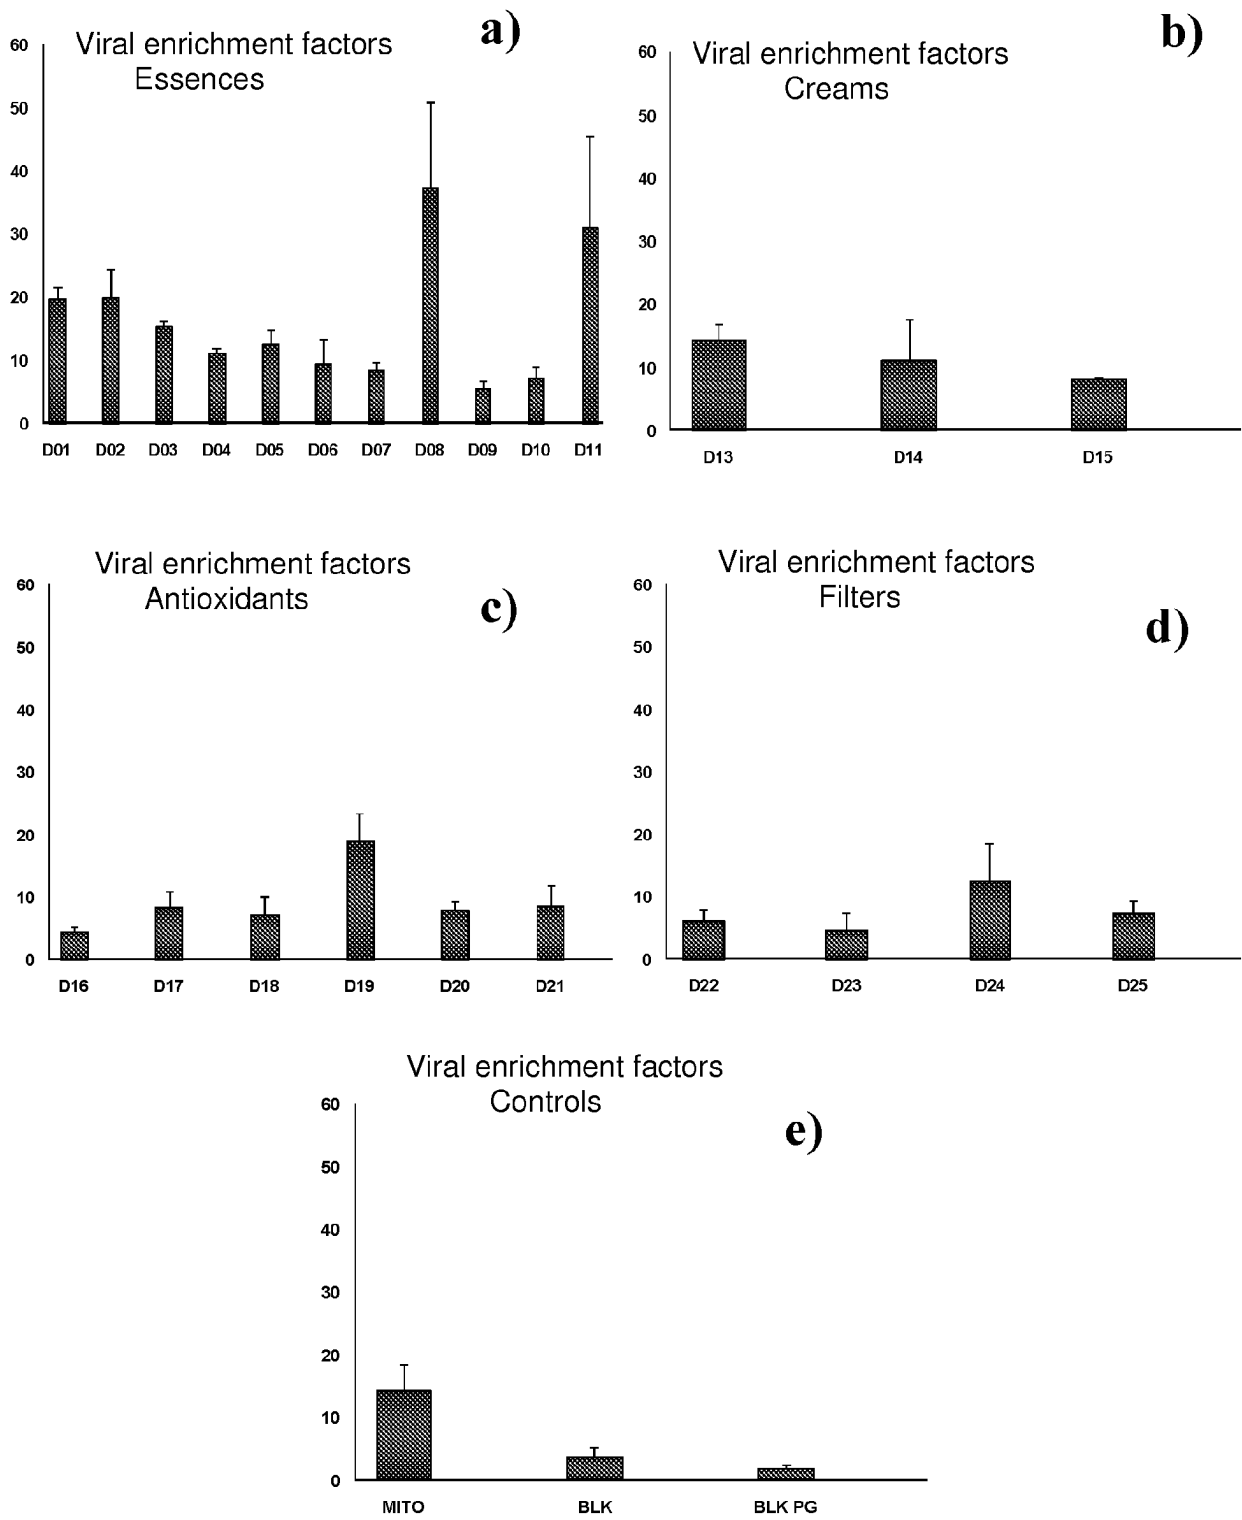 a)
Viral enrichment factors
Essences
60
50
40
30
20
10
0
D01 D02 D03 D04 D05 D06 D07 D08 D09 D10 D11
b)
Viral enrichment factors
Creams
60
50
40
30
20
10
0
D13 D14 D15
Viral enrichment factors
Antioxidants
c)
60
50
40
30
20
10
0
D16 D17 D18 D19 D20 D21
Viral enrichment factors
Filters
d)
60
50
40
30
20
10
0
D22 D23 D24 D25
Viral enrichment factors
Controls
e)
60
50
40
30
20
10
0
MITO BLK BLK PG